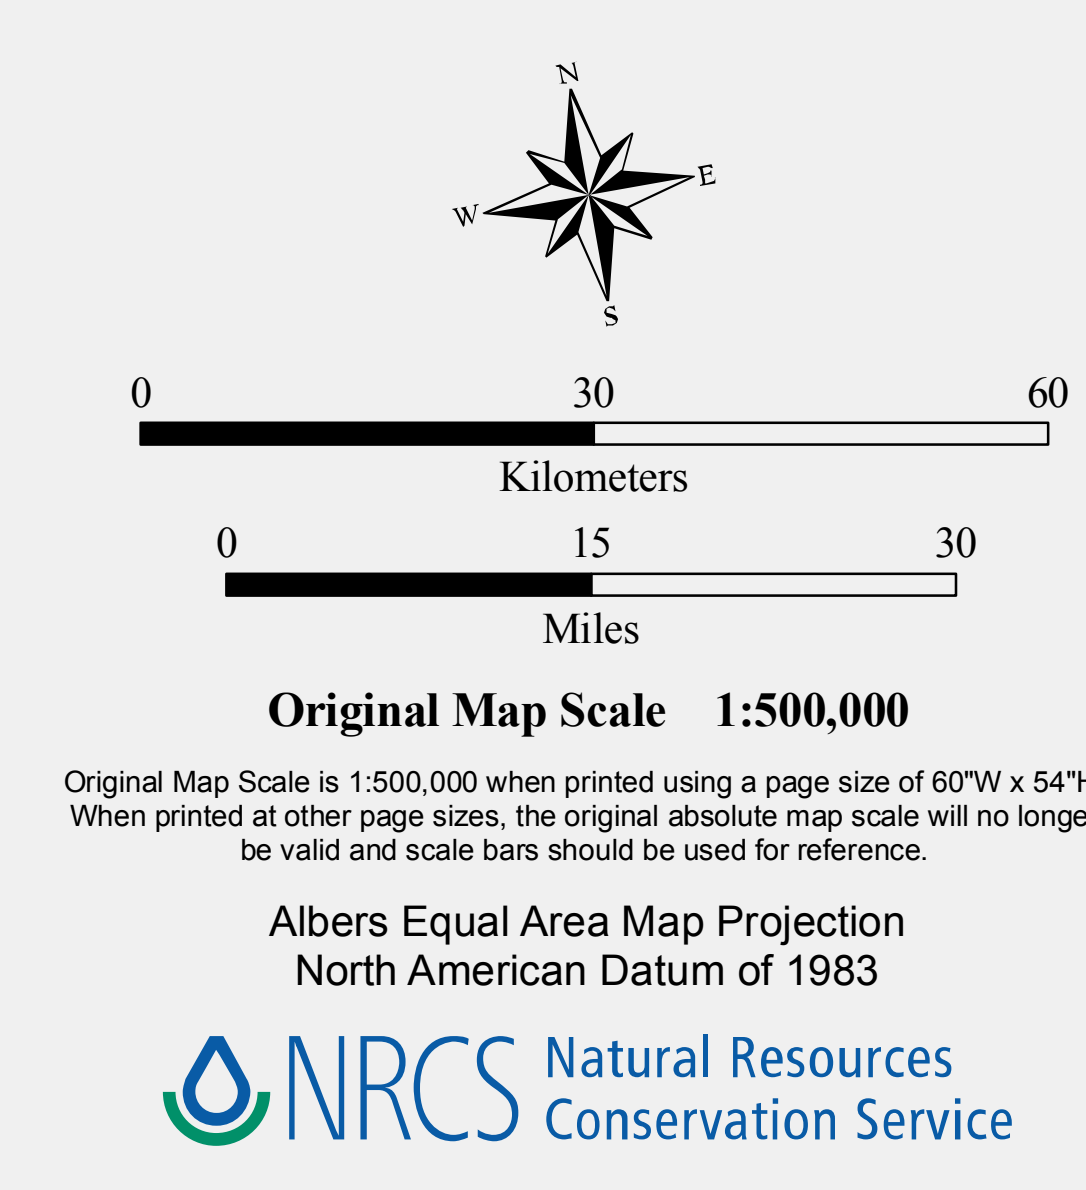 N
E
W
S
0 30 60
Kilometers
0 15 30
Miles
Original Map Scale 1:500,000
Original Map Scale is 1:500,000 when printed using a page size of 60"W x 54"H
When printed at other page sizes, the original absolute map scale will no longe
be valid and scale bars should be used for reference.
Albers Equal Area Map Projection
North American Datum of 1983
NRCS Natural Resources
Conservation Service